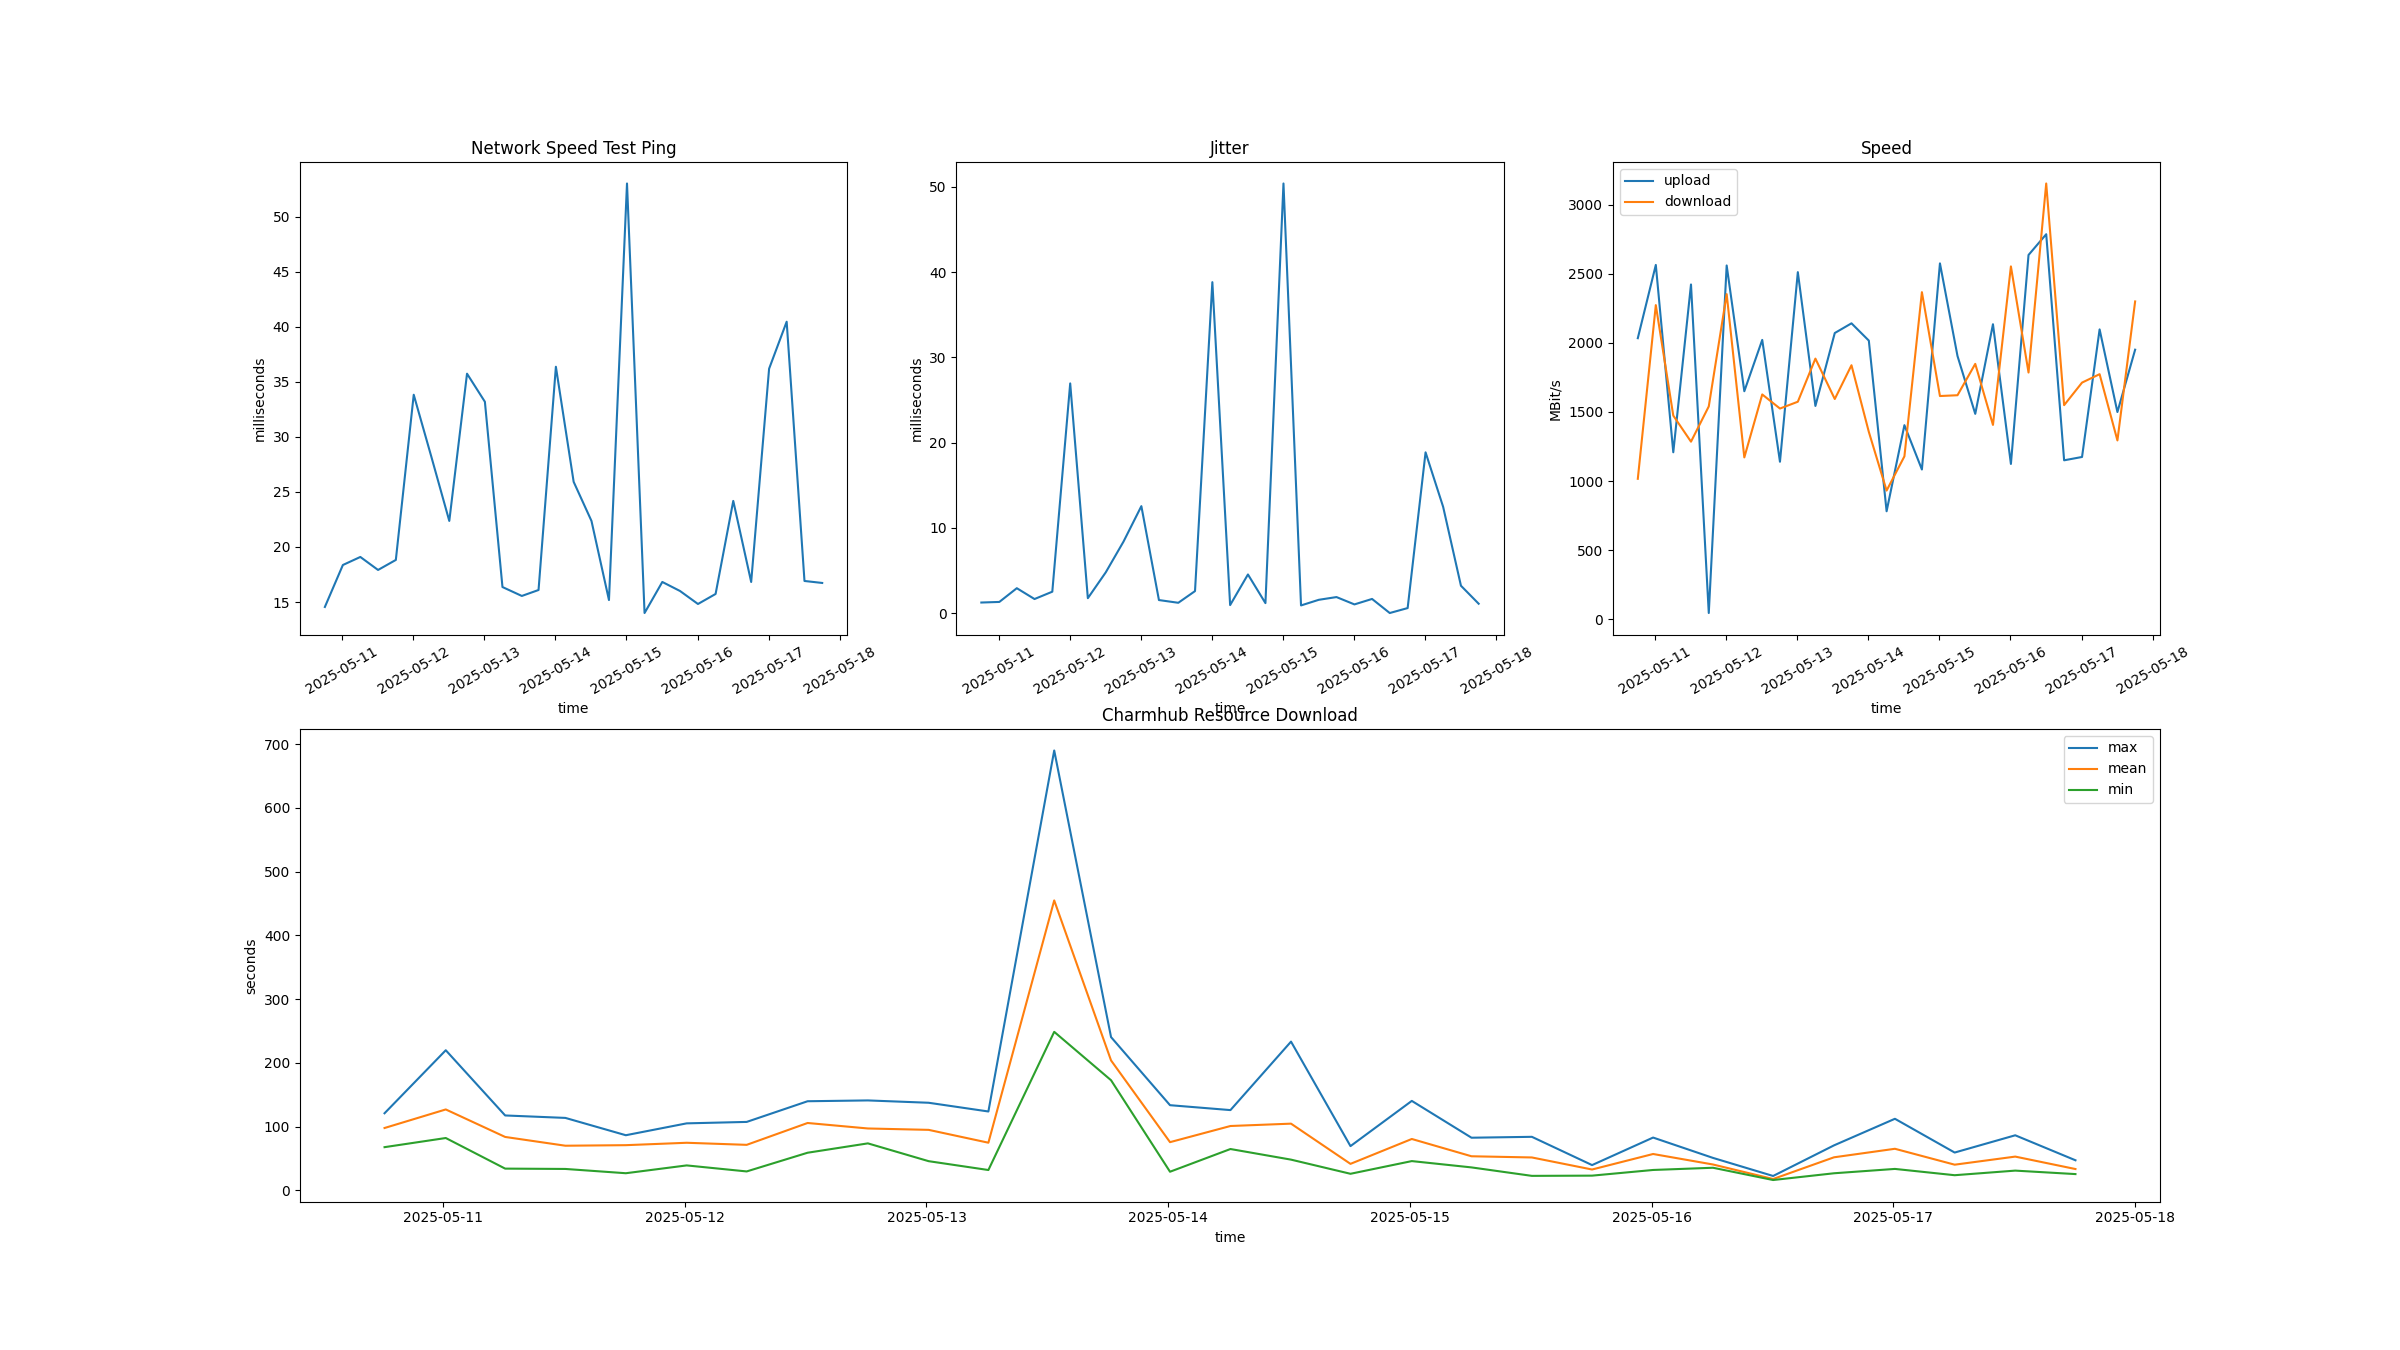 Network Speed Test Ping
milliseconds
50
45
40
35
30
25
20
15
2025-05-11 2025-05-12 2025-05-13 2025-05-14 2025-05-15 2025-05-16 2025-05-17 2025-05-18
time
Jitter
milliseconds
50
40
30
20
10
0
2025-05-11 2025-05-12 2025-05-13 2025-05-14 2025-05-15 2025-05-16 2025-05-17 2025-05-18
time
Speed
upload
download
MBit/s
3000
2500
2000
1500
1000
500
0
2025-05-11 2025-05-12 2025-05-13 2025-05-14 2025-05-15 2025-05-16 2025-05-17 2025-05-18
time
Charmhub Resource Download
max
mean
min
seconds
700
600
500
400
300
200
100
0
2025-05-11 2025-05-12 2025-05-13 2025-05-14 2025-05-15 2025-05-16 2025-05-17 2025-05-18
time